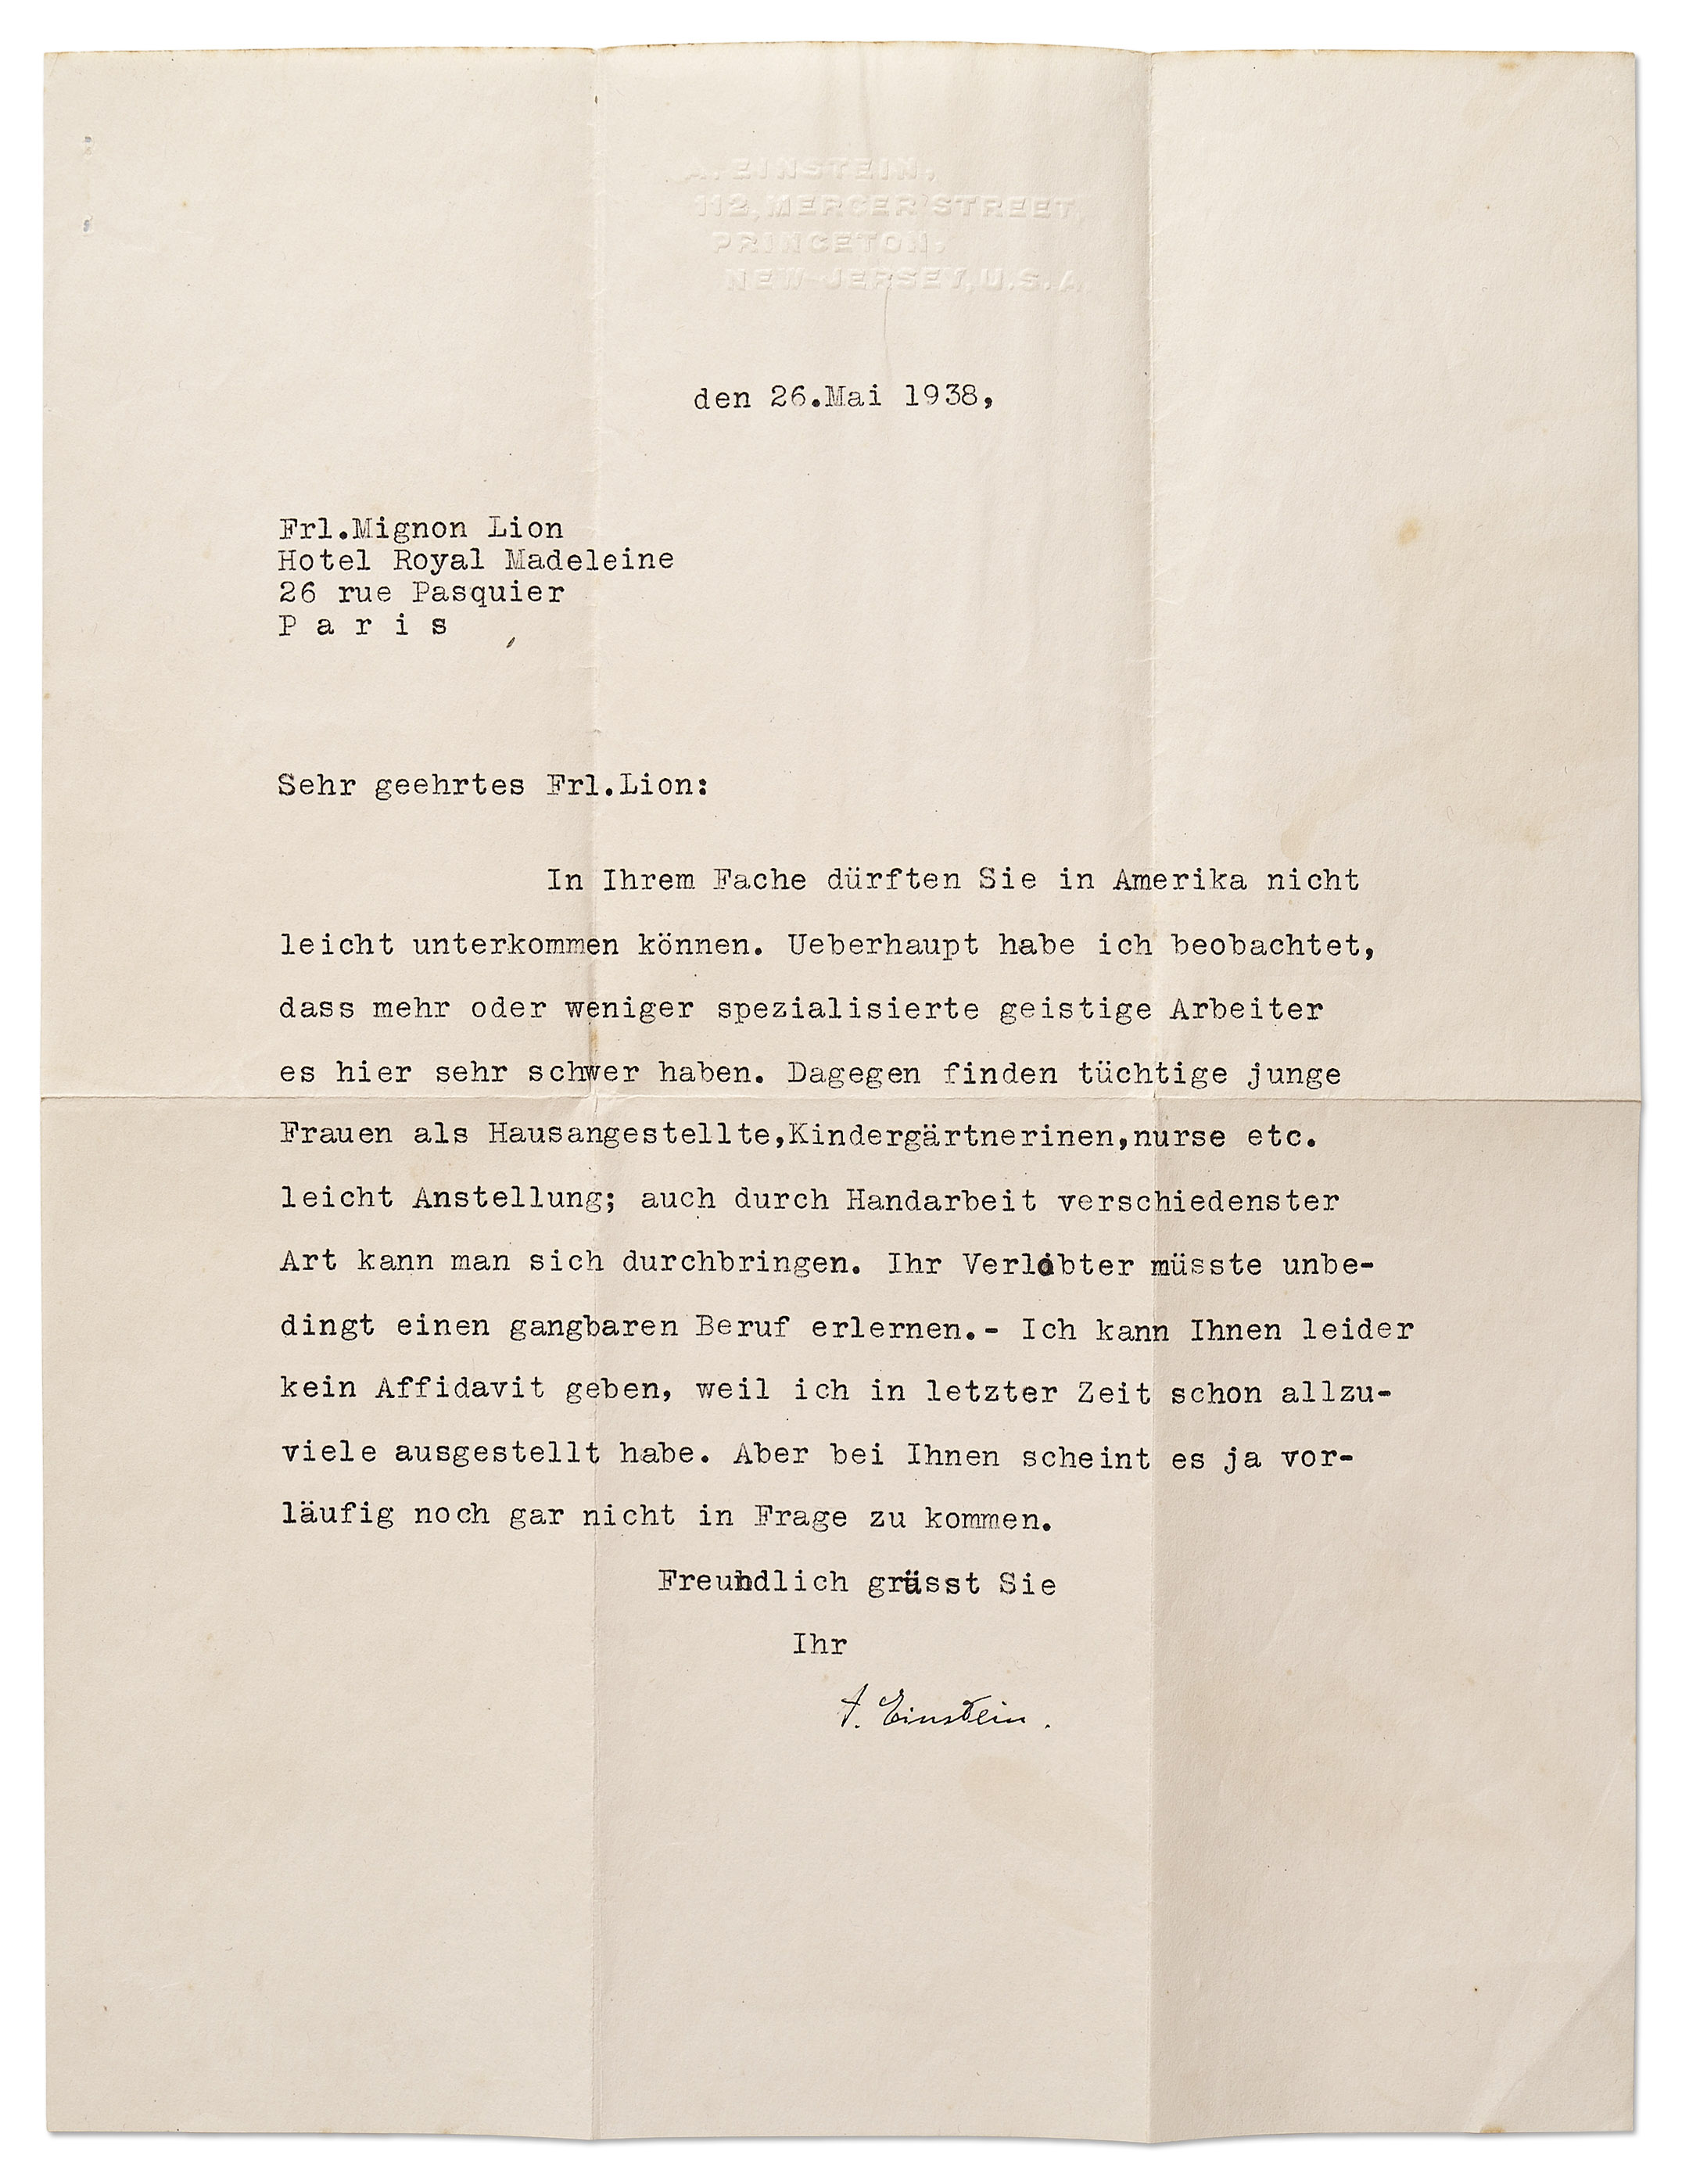 A. EINSTEIN,
112, MERCER STREET,
PRINCETON,
NEW JERSEY, U.S.A.
den 26.Mai 1938,
Frl.Mignon Lion
Hotel Royal Madeleine
26 rue Pasquier
P a r i s
Sehr geehrtes Frl.Lion:
In Ihrem Fache dürften Sie in Amerika nicht
leicht unterkommen können. Ueberhaupt habe ich beobachtet,
dass mehr oder weniger spezialisierte geistige Arbeiter
es hier sehr schwer haben. Dagegen finden tüchtige junge
Frauen als Hausangestellte,Kindergärtnerinen,nurse etc.
leicht Anstellung; auch durch Handarbeit verschiedenster
Art kann man sich durchbringen. Ihr Verlobter müsste unbe-
dingt einen gangbaren Beruf erlernen.- Ich kann Ihnen leider
kein Affidavit geben, weil ich in letzter Zeit schon allzu-
viele ausgestellt habe. Aber bei Ihnen scheint es ja vor-
läufig noch gar nicht in Frage zu kommen.
Freundlich grüsst Sie
Ihr
A. Einstein.